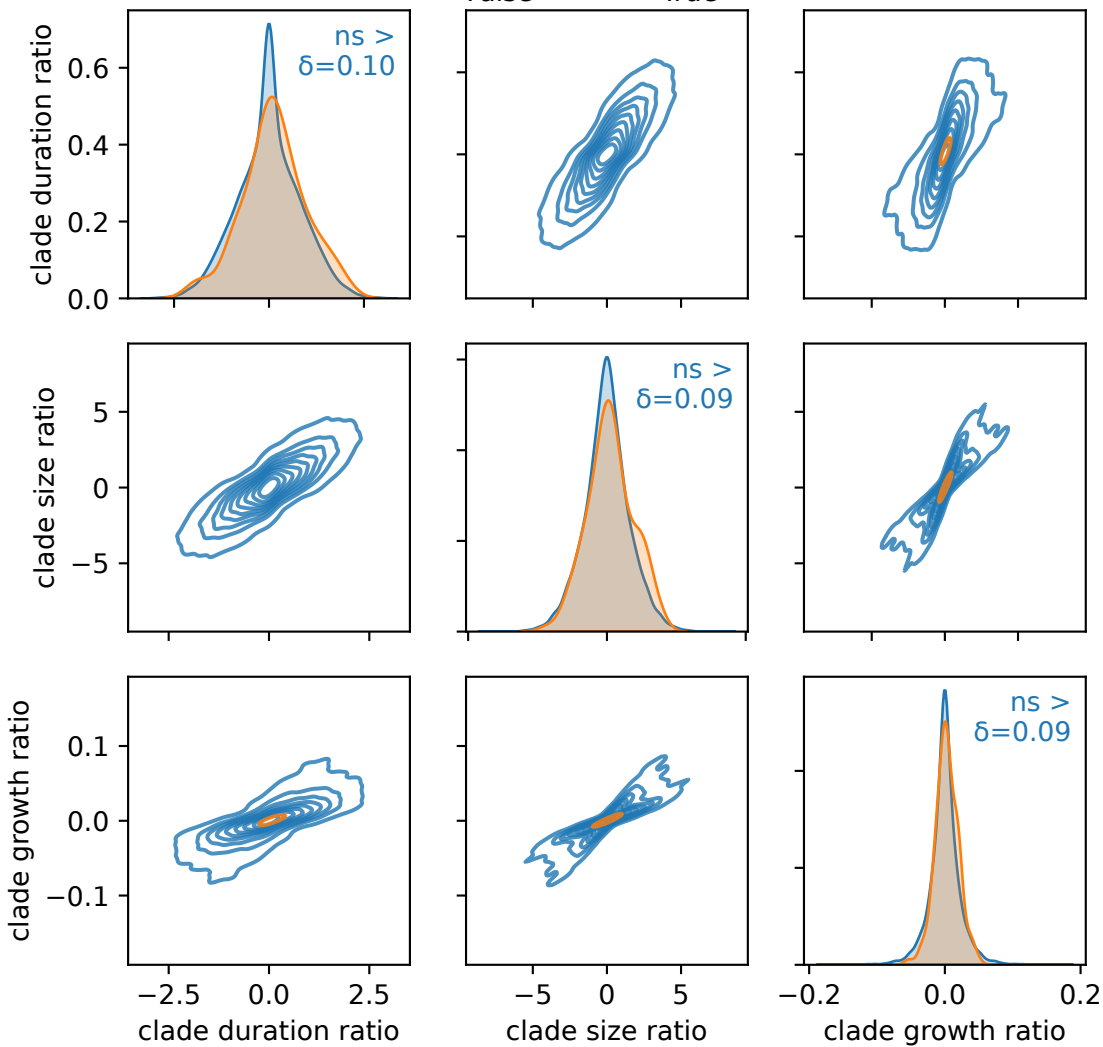 clade duration ratio
0.6
0.4
0.2
0.0
ns >
δ=0.10
clade size ratio
5
0
−5
ns >
δ=0.09
clade growth ratio
0.1
0.0
−0.1
ns >
δ=0.09
−2.5
0.0
2.5
−5
0
5
−0.2
0.0
0.2
clade duration ratio
clade size ratio
clade growth ratio